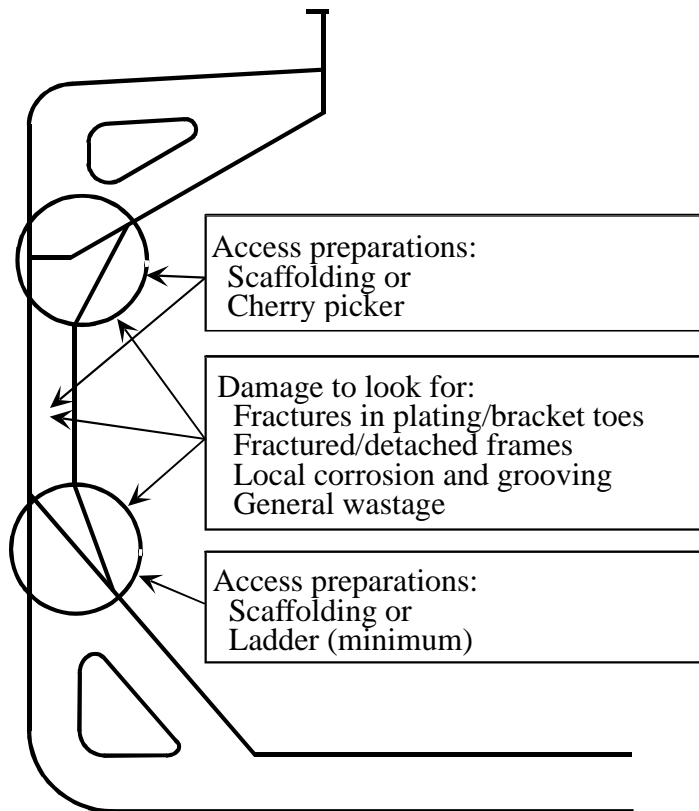 Access preparations:
Scaffolding or
Cherry picker
Damage to look for:
Fractures in plating/bracket toes
Fractured/detached frames
Local corrosion and grooving
General wastage
Access preparations:
Scaffolding or
Ladder (minimum)